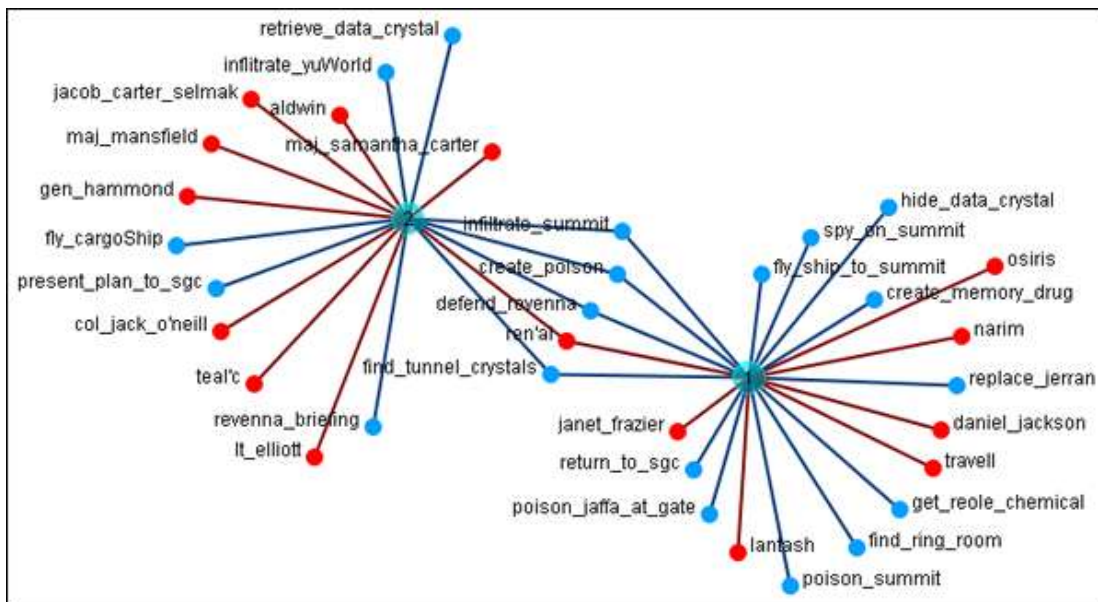 retrieve_data_crystal
inflitrate_yuWorld
jacob_carter_selmak
aldwin
maj_mansfield
maj_samantha_carter
gen_hammond
hide_data_crystal
2
infiltrate_summit
spy_on_summit
fly_cargoShip
create_poison
fly_ship_to_summit
osiris
present_plan_to_sgc
defend_revenna
create_memory_drug
col_jack_o'neill
ren'al
narim
teal'c
find_tunnel_crystals
1
replace_jerran
revenna_briefing
janet_frazier
daniel_jackson
lt_elliott
return_to_sgc
travell
poison_jaffa_at_gate
get_reole_chemical
lantash
find_ring_room
poison_summit